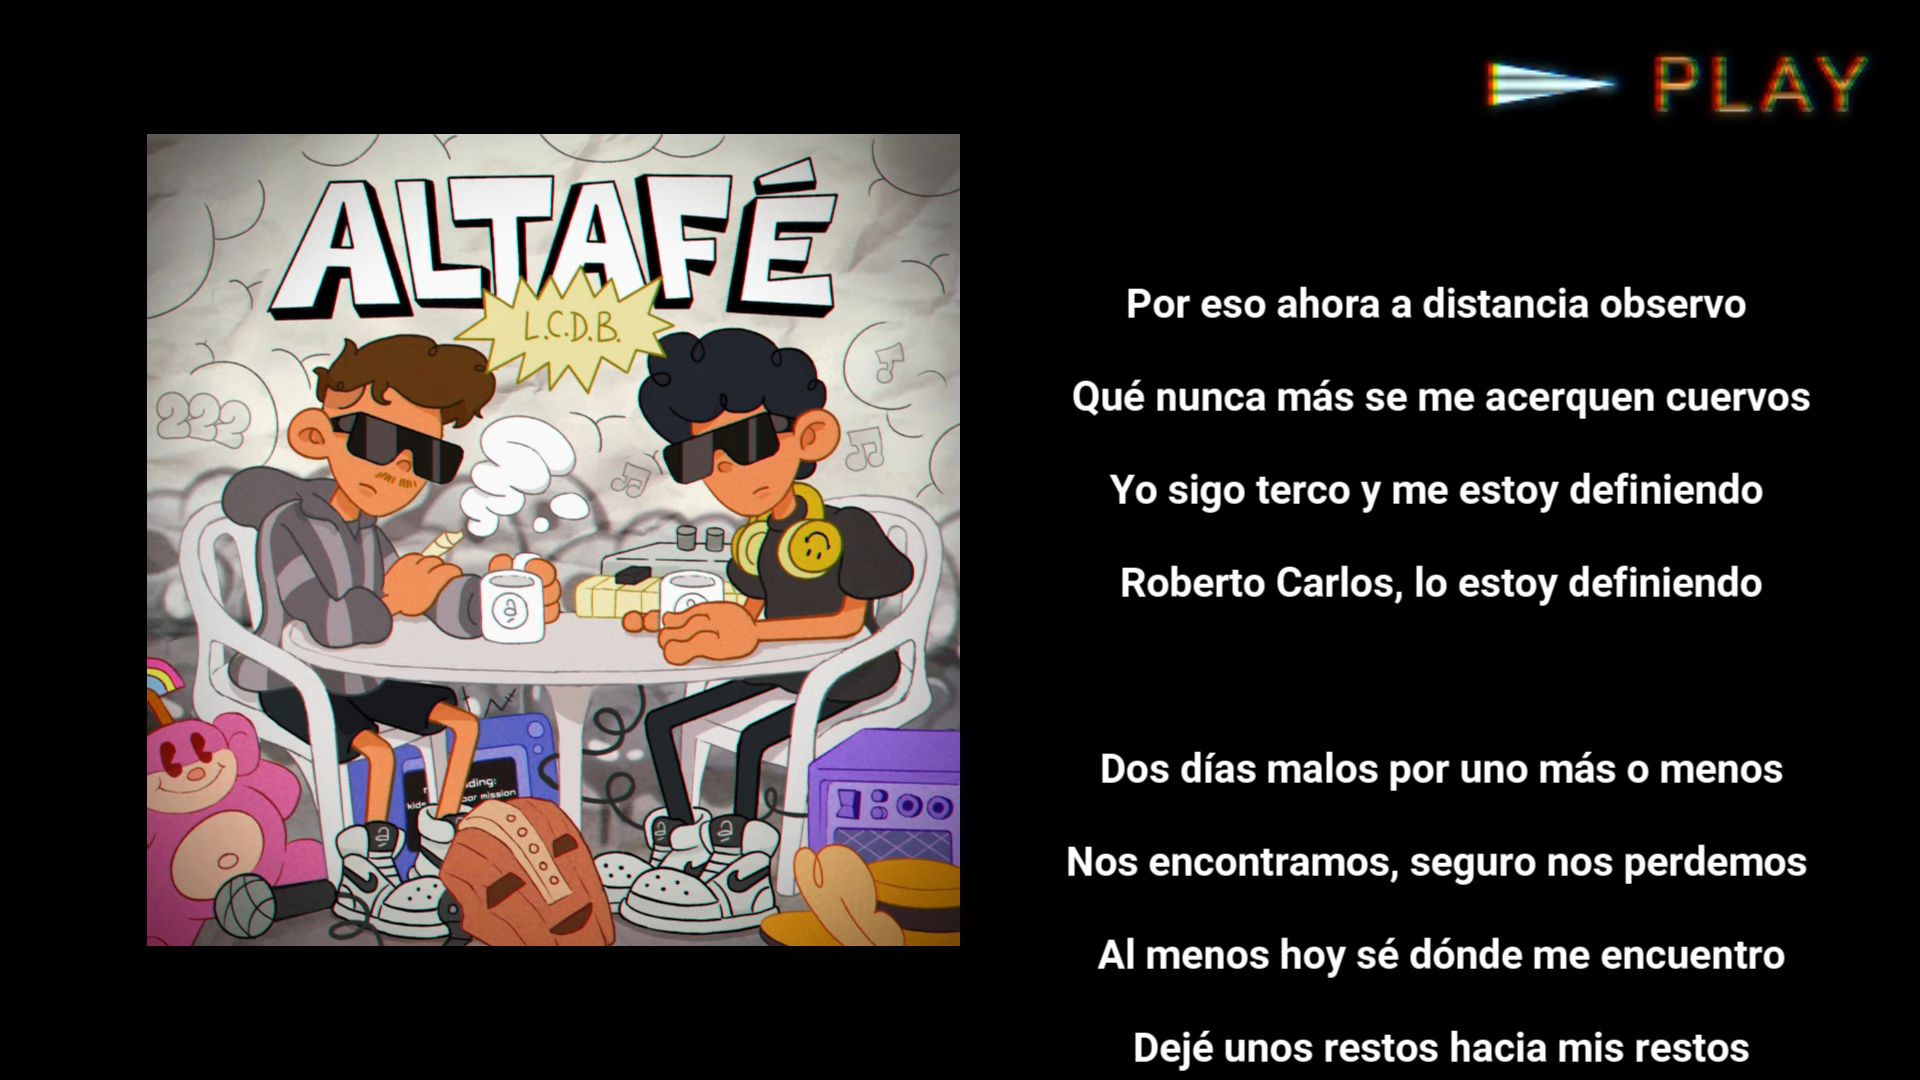 PLAY
ALTAFÉ
L.C.D.B.
222
Por eso ahora a distancia observo
Qué nunca más se me acerquen cuervos
Yo sigo terco y me estoy definiendo
Roberto Carlos, lo estoy definiendo
Dos días malos por uno más o menos
Nos encontramos, seguro nos perdemos
Al menos hoy sé dónde me encuentro
Dejé unos restos hacia mis restos
mission